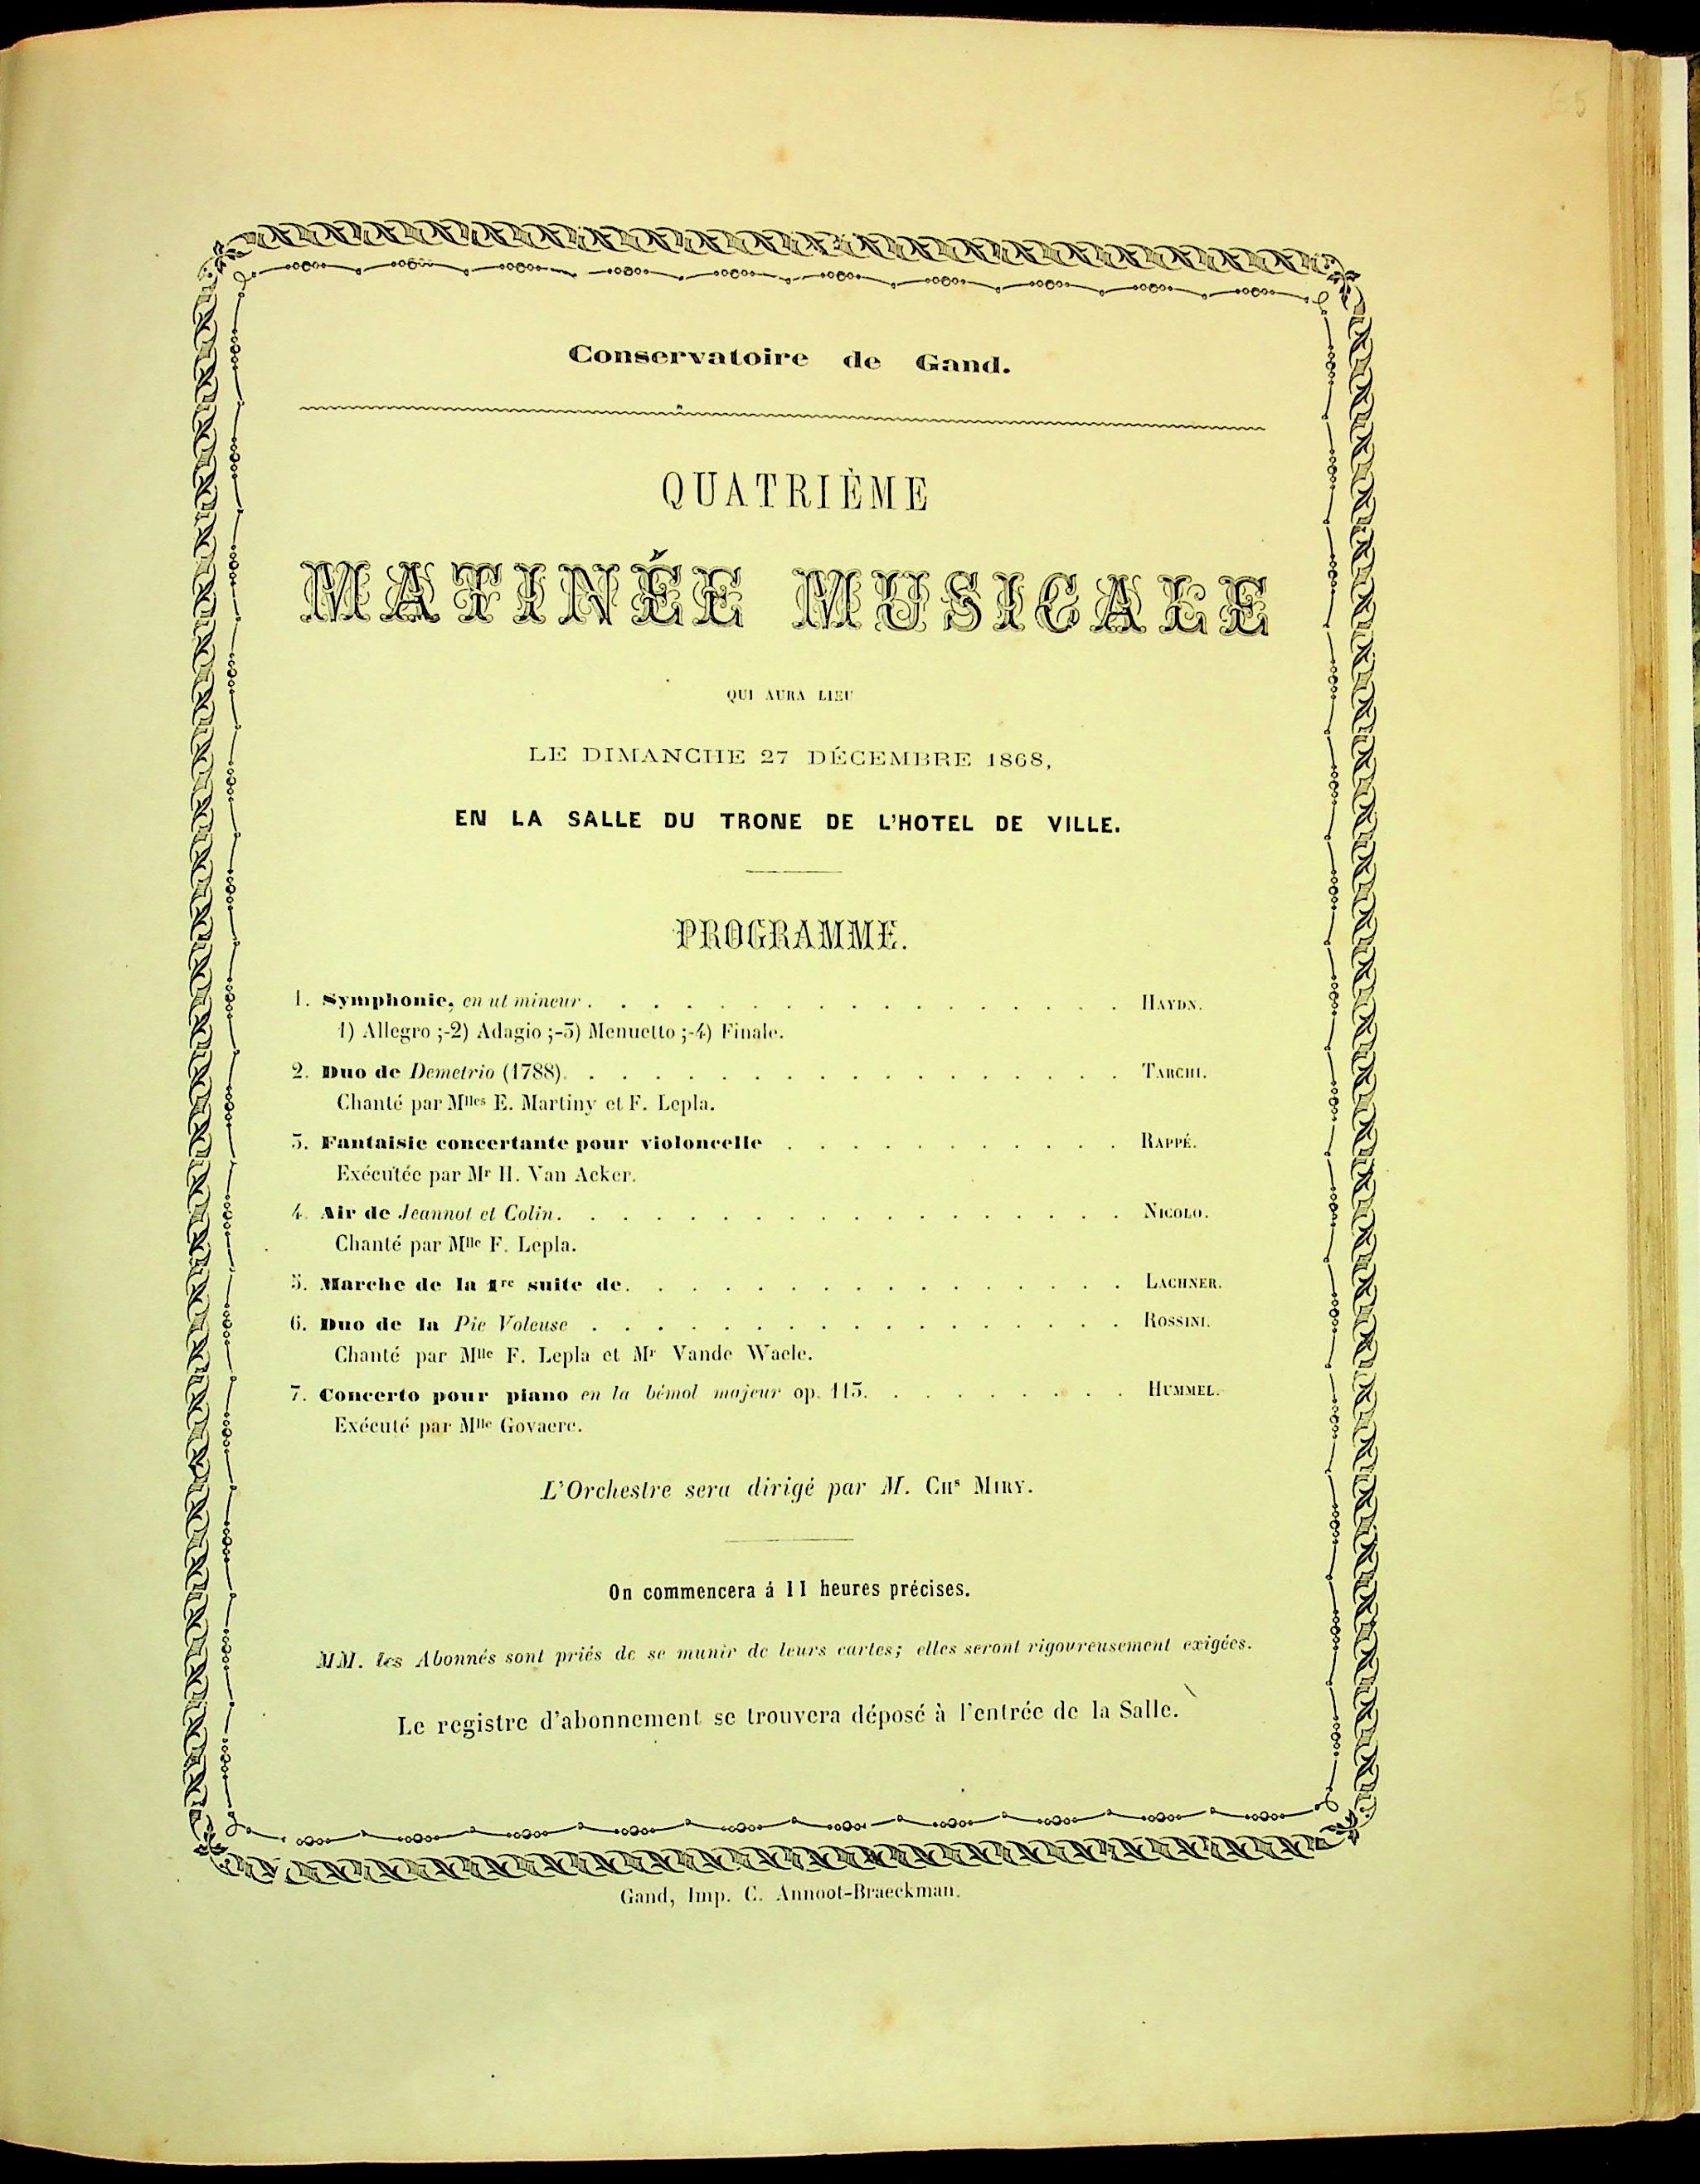 Conservatoire de Gand.
QUATRIÈME
MATINÉE MUSICALE
QUI AURA LIEU
LE DIMANCHE 27 DÉCEMBRE 1868,
EN LA SALLE DU TRONE DE L'HOTEL DE VILLE.
PROGRAMME.
1. Symphonie, en ut mineur . . . . . . . . . . . . . . . . . HAYDN.
1) Allegro ;-2) Adagio ;-3) Menuetto ;-4) Finale.
2. Duo de Demetrio (1788) . . . . . . . . . . . . . . . . . TARCHI.
Chanté par Mlles E. Martiny et F. Lepla.
3. Fantaisie concertante pour violoncelle . . . . . . . . . . . RAPPÉ.
Exécutée par Mr H. Van Acker.
4. Air de Jeannot et Colin. . . . . . . . . . . . . . . . . . NICOLO.
Chanté par Mlle F. Lepla.
5. Marche de la 1re suite de. . . . . . . . . . . . . . . . LACHNER.
6. Duo de la Pie Voleuse . . . . . . . . . . . . . . . . . ROSSINI.
Chanté par Mlle F. Lepla et Mr Vande Waele.
7. Concerto pour piano en la bémol majeur op. 113. . . . . . . . . HUMMEL.
Exécuté par Mlle Govaere.
L'Orchestre sera dirigé par M. CHs MIRY.
On commencera á 11 heures précises.
MM. les Abonnés sont priés de se munir de leurs cartes; elles seront rigoureusement exigées.
Le registre d'abonnement se trouvera déposé à l'entrée de la Salle.
Gand, Imp. C. Annoot-Braeckman.